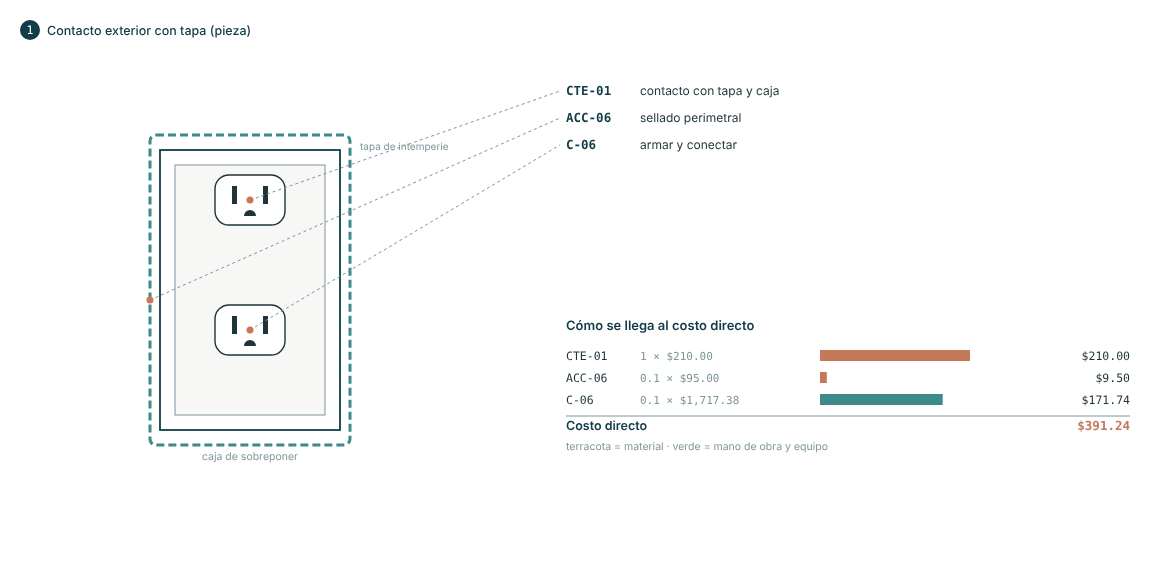 1 Contacto exterior con tapa (pieza)
CTE-01 contacto con tapa y caja
ACC-06 sellado perimetral
C-06 armar y conectar
tapa de intemperie
caja de sobreponer
Cómo se llega al costo directo
CTE-01 1 × $210.00 $210.00
ACC-06 0.1 × $95.00 $9.50
C-06 0.1 × $1,717.38 $171.74
Costo directo $391.24
terracota = material · verde = mano de obra y equipo